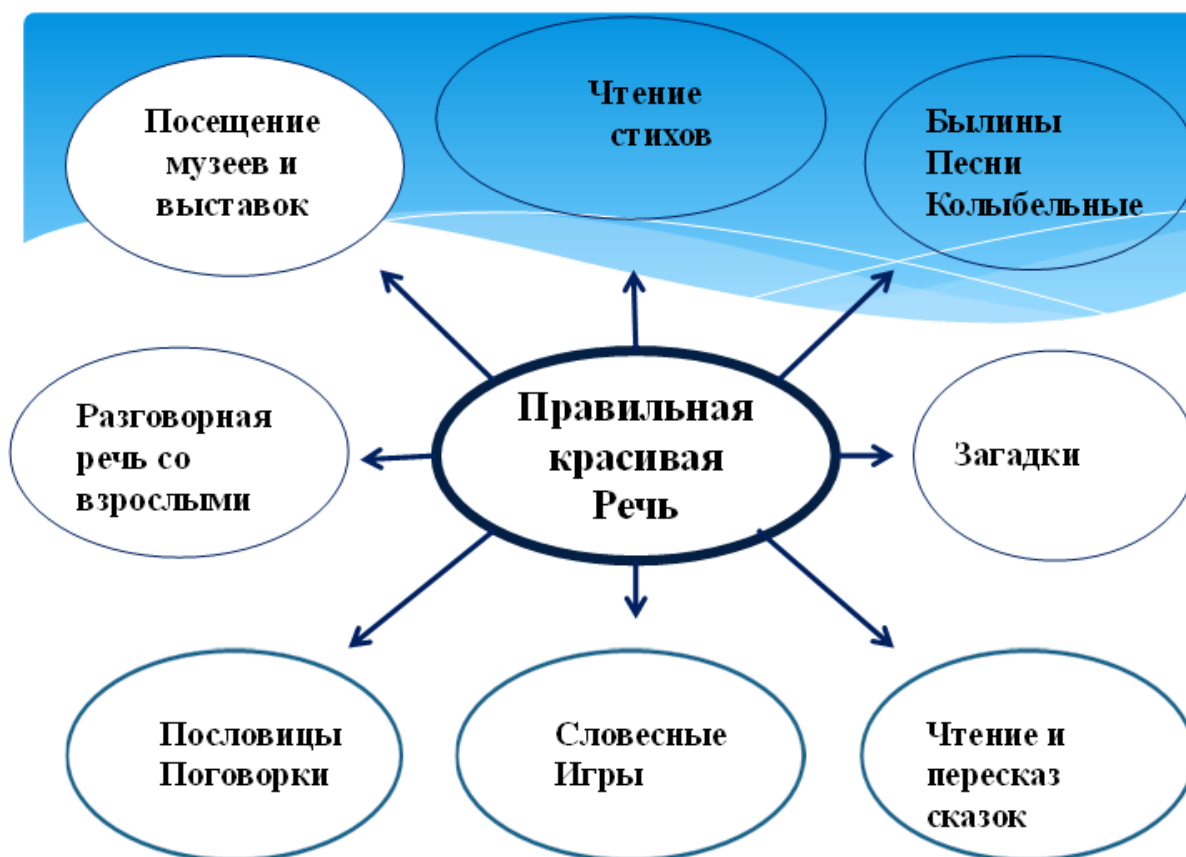 Посещение
музеев и
выставок
Чтение
стихов
Былины
Песни
Колыбельные
Разговорная
речь со
взрослыми
Правильная
красивая
Речь
Загадки
Пословицы
Поговорки
Словесные
Игры
Чтение и
пересказ
сказок